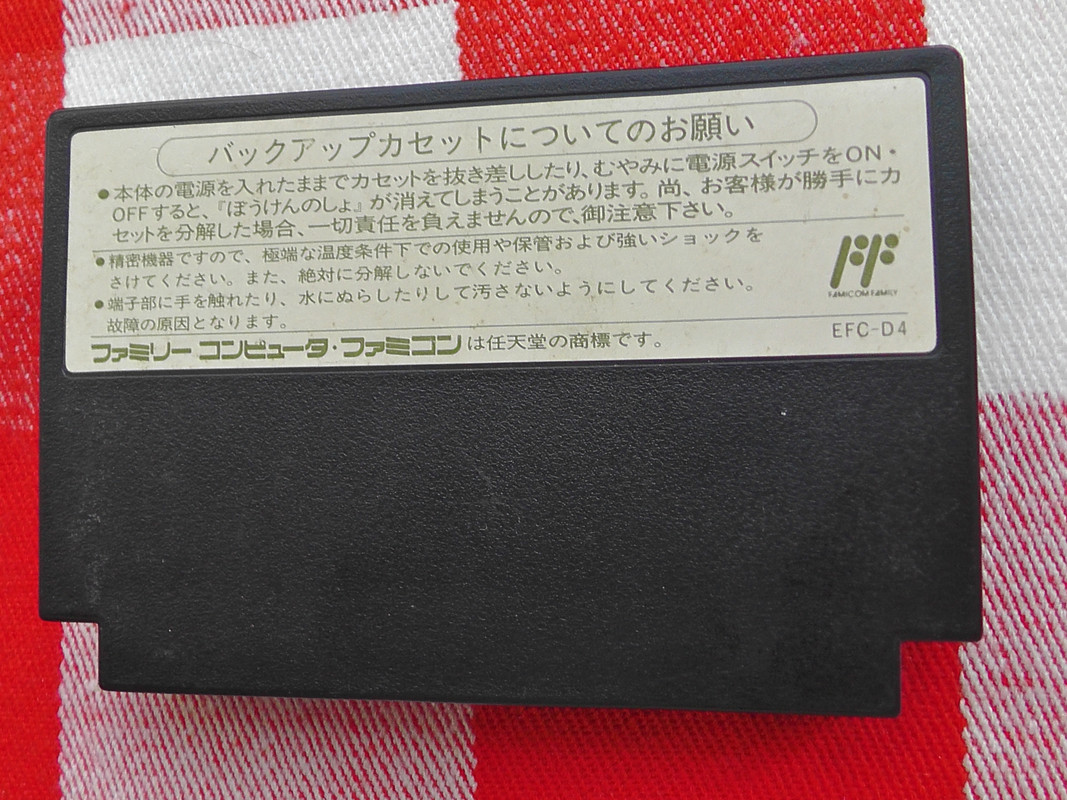 バックアップカセットについてのお願い
●本体の電源を入れたままでカセットを抜き差ししたり、むやみに電源スイッチをON・
OFFすると、『ぼうけんのしょ』が消えてしまうことがあります。尚、お客様が勝手にカ
セットを分解した場合、一切責任を負えませんので、御注意下さい。
●精密機器ですので、極端な温度条件下での使用や保管および強いショックを
さけてください。また、絶対に分解しないでください。
●端子部に手を触れたり、水にぬらしたりして汚さないようにしてください。
故障の原因となります。
FAMICOM FAMILY
ファミリーコンピュータ・ファミコンは任天堂の商標です。
EFC-D4